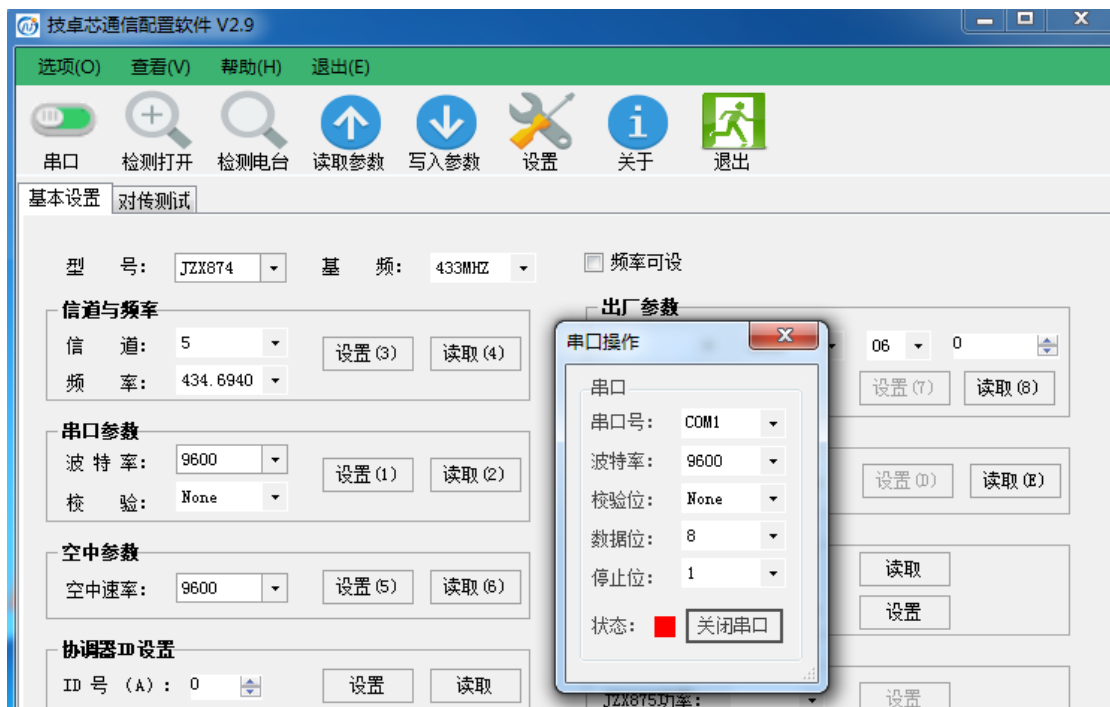 技卓芯通信配置软件 V2.9
选项(O) 查看(V) 帮助(H) 退出(E)
串口 检测打开 检测电台 读取参数 写入参数 设置 关于 退出
基本设置 对传测试
型 号: JZX874 基 频: 433MHZ 频率可设
信道与频率
信 道: 5
设置(3) 读取(4)
频 率: 434.6940
串口参数
波 特 率: 9600
设置(1) 读取(2)
校 验: None
空中参数
空中速率: 9600 设置(5) 读取(6)
协调器ID设置
ID 号 (A): 0 设置 读取
出厂参数
06 0
设置(7) 读取(8)
设置(D) 读取(E)
读取
设置
JZX875功率:
设置
串口操作
串口
串口号: COM1
波特率: 9600
校验位: None
数据位: 8
停止位: 1
状态: 关闭串口